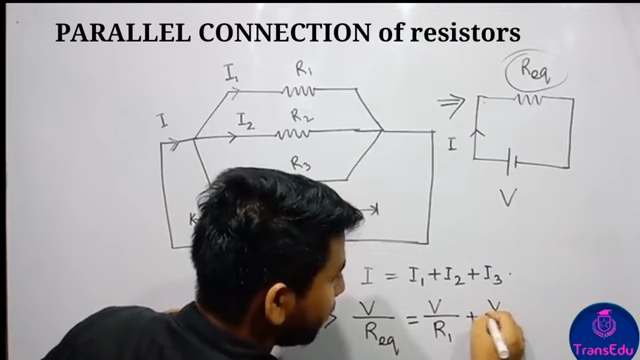 PARALLEL CONNECTION of resistors
I₁ R₁
I I₂ R₂
R₃
Req
I
V
I = I₁ + I₂ + I₃ .
V/Req = V/R₁ + V
TransEdu